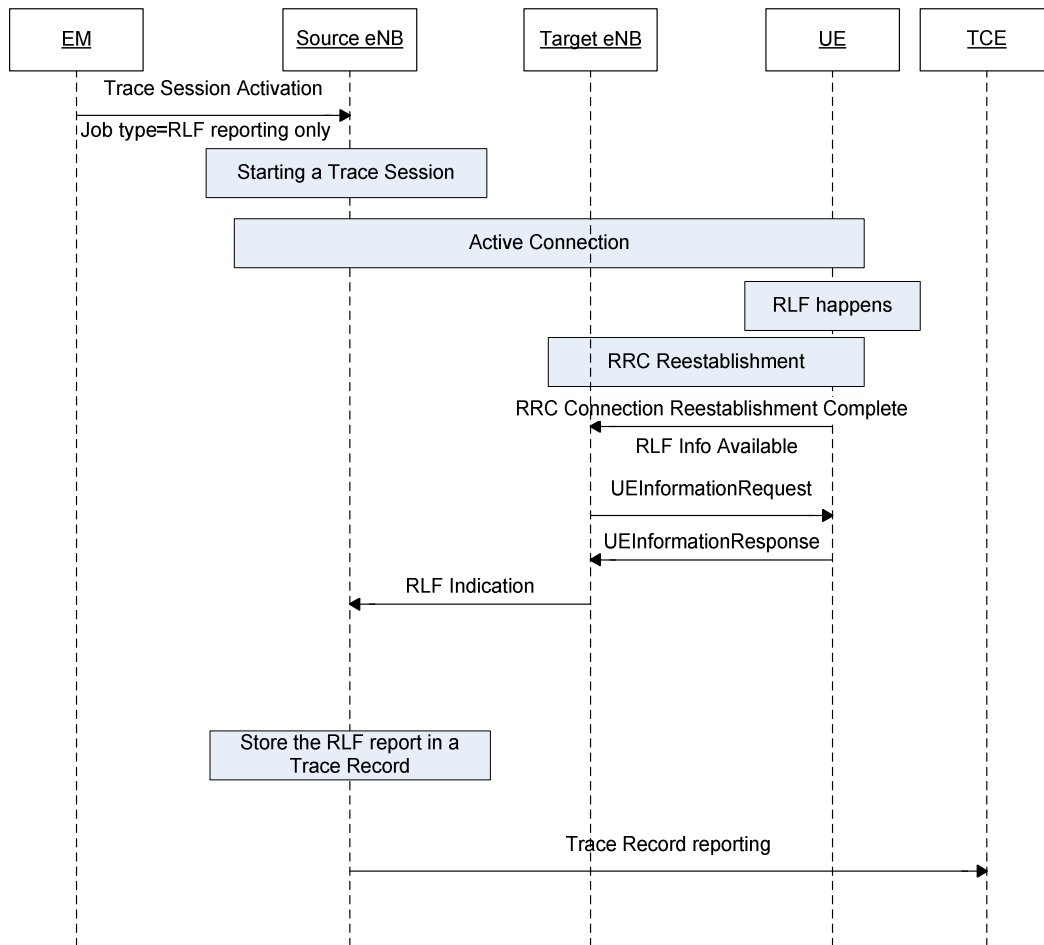 EM
Source eNB
Target eNB
UE
TCE
Trace Session Activation
Job type=RLF reporting only
Starting a Trace Session
Active Connection
RLF happens
RRC Reestablishment
RRC Connection Reestablishment Complete
RLF Info Available
UEInformationRequest
UEInformationResponse
RLF Indication
Store the RLF report in a
Trace Record
Trace Record reporting